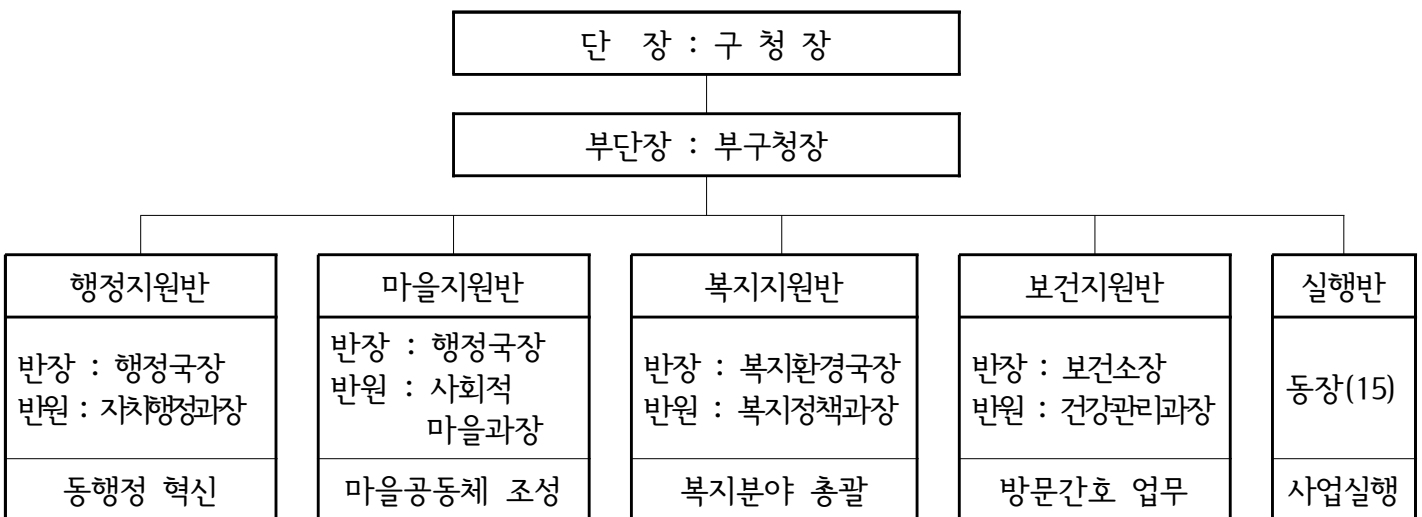 단 장 : 구 청 장
부단장 : 부구청장
행정지원반
반장 : 행정국장
반원 : 자치행정과장
동행정 혁신
마을지원반
반장 : 행정국장
반원 : 사회적
마을과장
마을공동체 조성
복지지원반
반장 : 복지환경국장
반원 : 복지정책과장
복지분야 총괄
보건지원반
반장 : 보건소장
반원 : 건강관리과장
방문간호 업무
실행반
동장(15)
사업실행